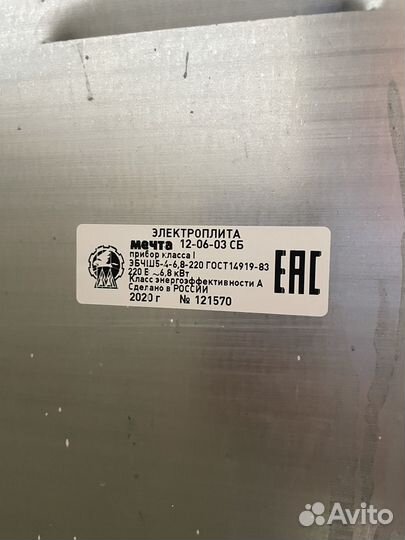 ЭЛЕКТРОПЛИТА
мечта 12-06-03 СБ
прибор класса I
ЭБЧШ5-4-6,8-220 ГОСТ14919-83
220 В ~6,8 кВт
Класс энергоэффективности А
Сделано в РОССИИ
2020 г № 121570
EAC
Avito